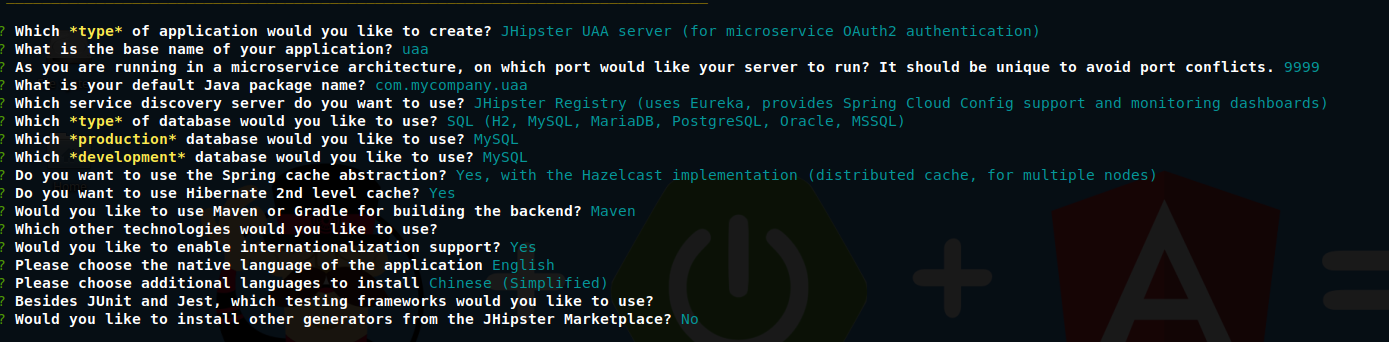 ? Which *type* of application would you like to create? JHipster UAA server (for microservice OAuth2 authentication)
? What is the base name of your application? uaa
? As you are running in a microservice architecture, on which port would like your server to run? It should be unique to avoid port conflicts. 9999
? What is your default Java package name? com.mycompany.uaa
? Which service discovery server do you want to use? JHipster Registry (uses Eureka, provides Spring Cloud Config support and monitoring dashboards)
? Which *type* of database would you like to use? SQL (H2, MySQL, MariaDB, PostgreSQL, Oracle, MSSQL)
? Which *production* database would you like to use? MySQL
? Which *development* database would you like to use? MySQL
? Do you want to use the Spring cache abstraction? Yes, with the Hazelcast implementation (distributed cache, for multiple nodes)
? Do you want to use Hibernate 2nd level cache? Yes
? Would you like to use Maven or Gradle for building the backend? Maven
? Which other technologies would you like to use?
? Would you like to enable internationalization support? Yes
? Please choose the native language of the application English
? Please choose additional languages to install Chinese (Simplified)
? Besides JUnit and Jest, which testing frameworks would you like to use?
? Would you like to install other generators from the JHipster Marketplace? No